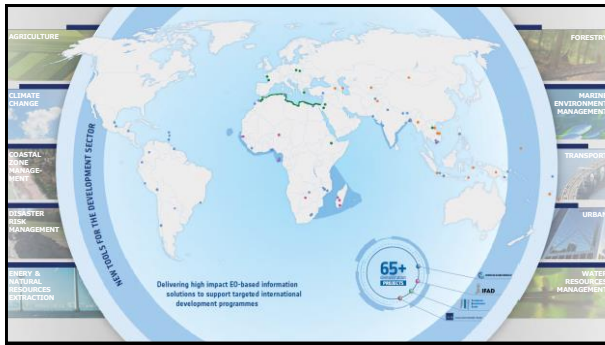 AGRICULTURE
CLIMATE
CHANGE
COASTAL
ZONE
MANAGE-
MENT
DISASTER
RISK
MANAGEMENT
ENERY &
NATURAL
RESOURCES
EXTRACTION
NEW TOOLS FOR THE DEVELOPMENT SECTOR
Delivering high impact EO-based information
solutions to support targeted international
development programmes
65+
PROJECTS
IFAD
FORESTRY
MARINE
ENVIRONMENT
MANAGEMENT
TRANSPORT
URBAN
WATER
RESOURCES
MANAGEMENT